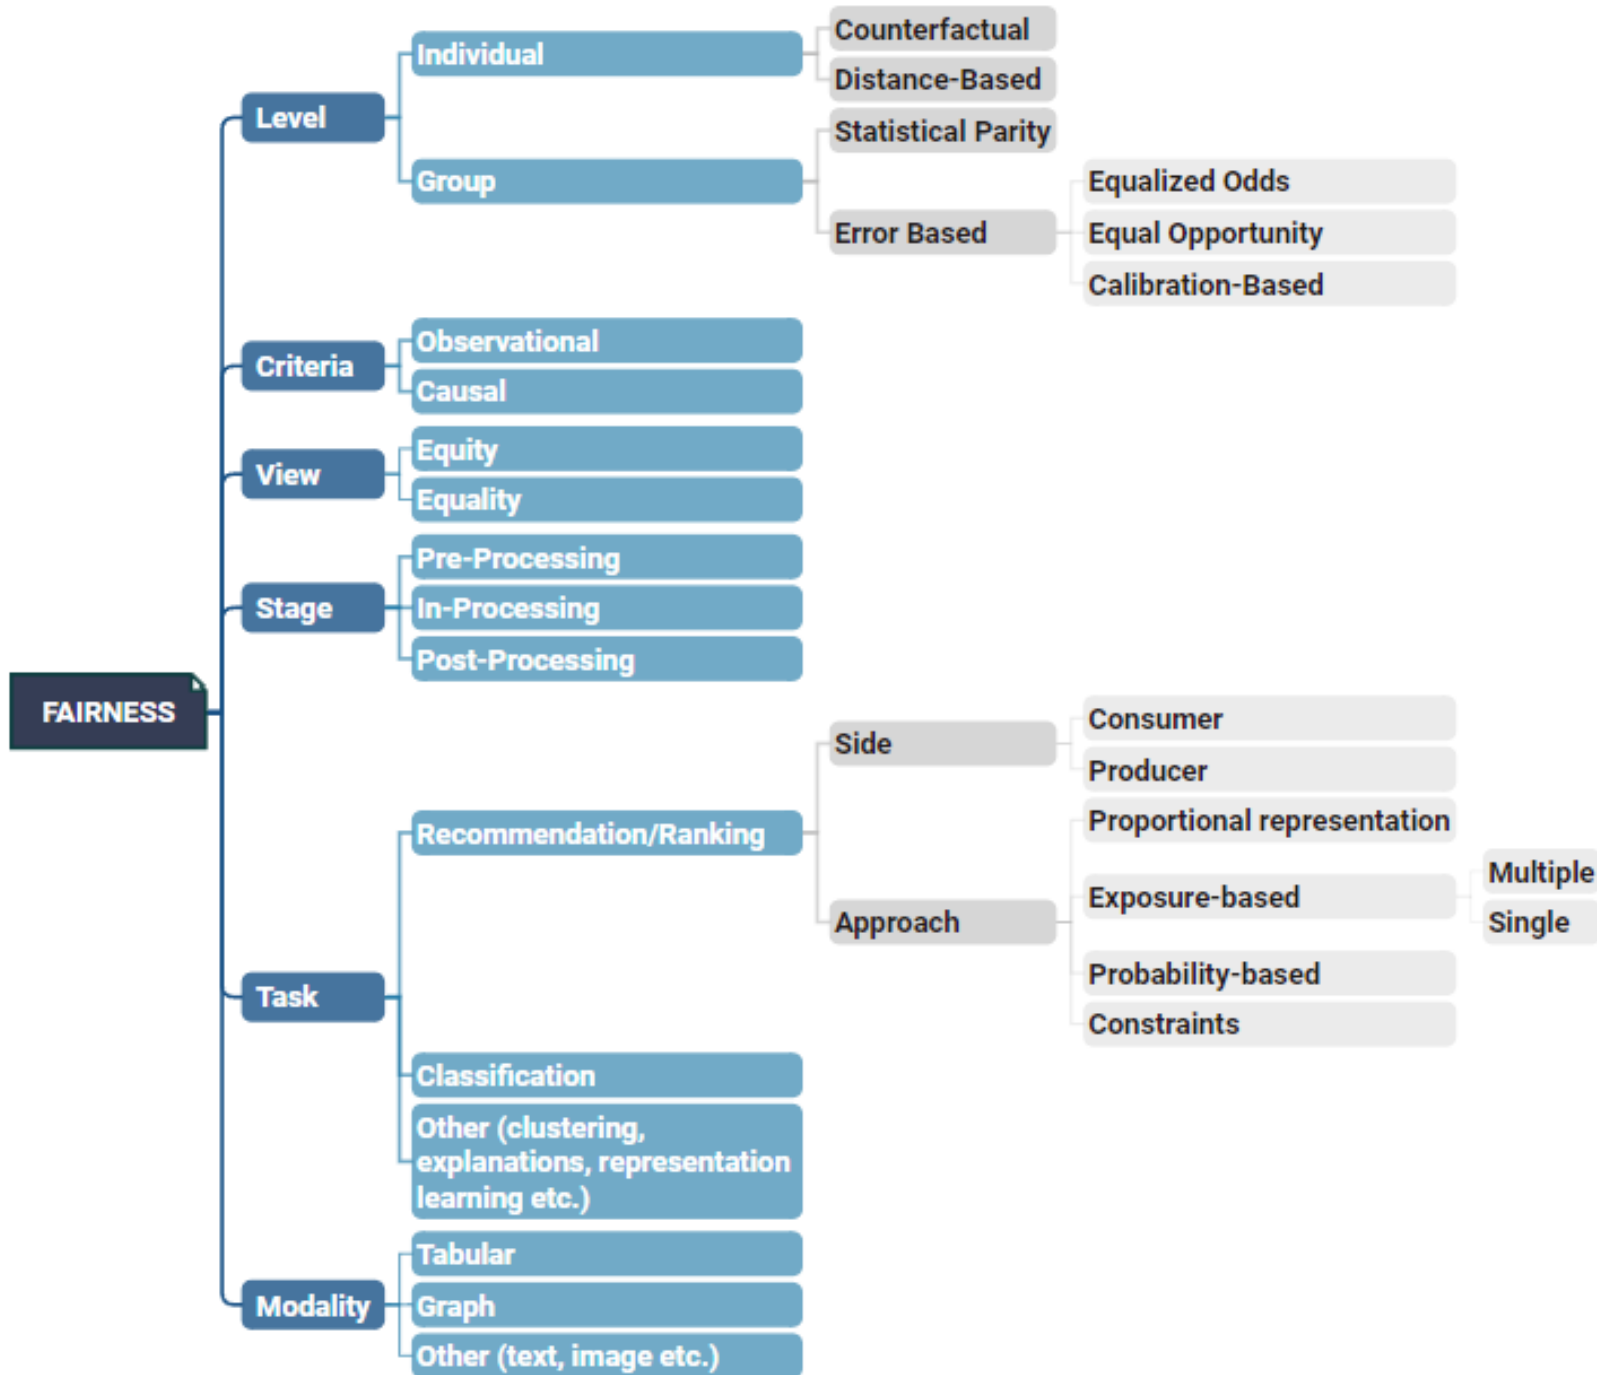 FAIRNESS
Level
Individual
Counterfactual
Distance-Based
Group
Statistical Parity
Error Based
Equalized Odds
Equal Opportunity
Calibration-Based
Criteria
Observational
Causal
View
Equity
Equality
Stage
Pre-Processing
In-Processing
Post-Processing
Task
Recommendation/Ranking
Side
Consumer
Producer
Approach
Proportional representation
Exposure-based
Multiple
Single
Probability-based
Constraints
Classification
Other (clustering,
explanations, representation
learning etc.)
Modality
Tabular
Graph
Other (text, image etc.)